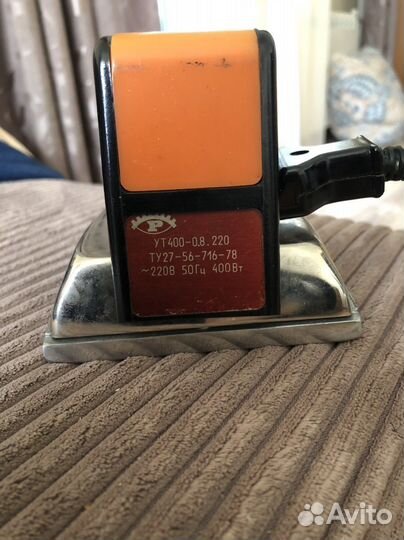 Р
УТ400-0.8.220
ТУ27-56-716-78
~220В 50Гц 400Вт
Avito